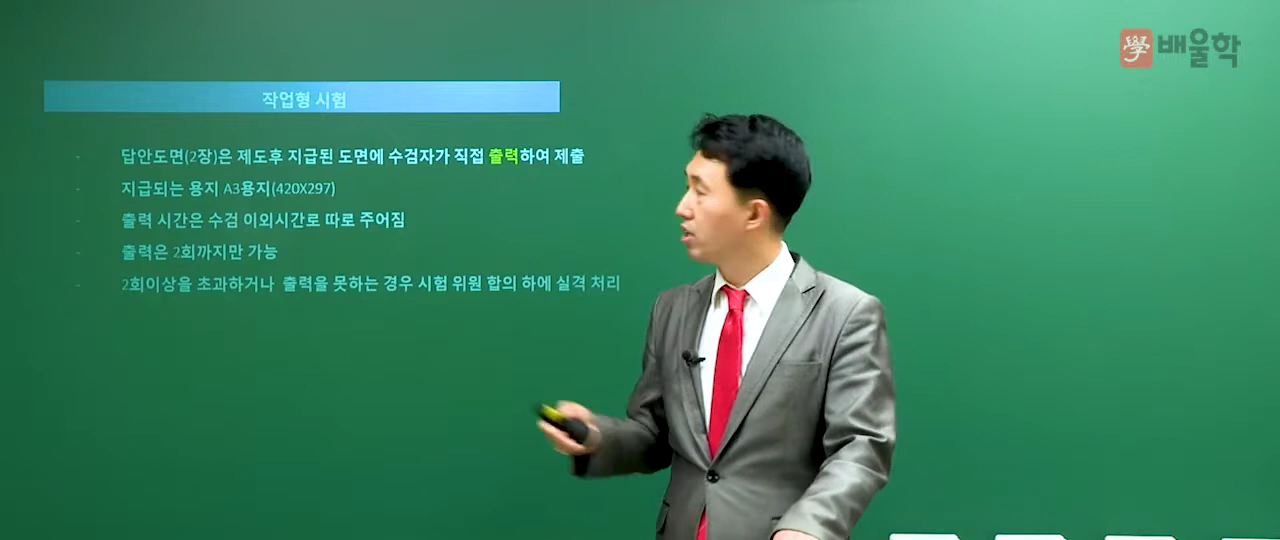 學 배울학
작업형 시험
- 답안도면(2장)은 제도후 지급된 도면에 수검자가 직접 출력하여 제출
- 지급되는 용지 A3용지(420X297)
- 출력 시간은 수검 이외시간로 따로 주어짐
- 출력은 2회까지만 가능
- 2회이상을 초과하거나 출력을 못하는 경우 시험 위원 합의 하에 실격 처리